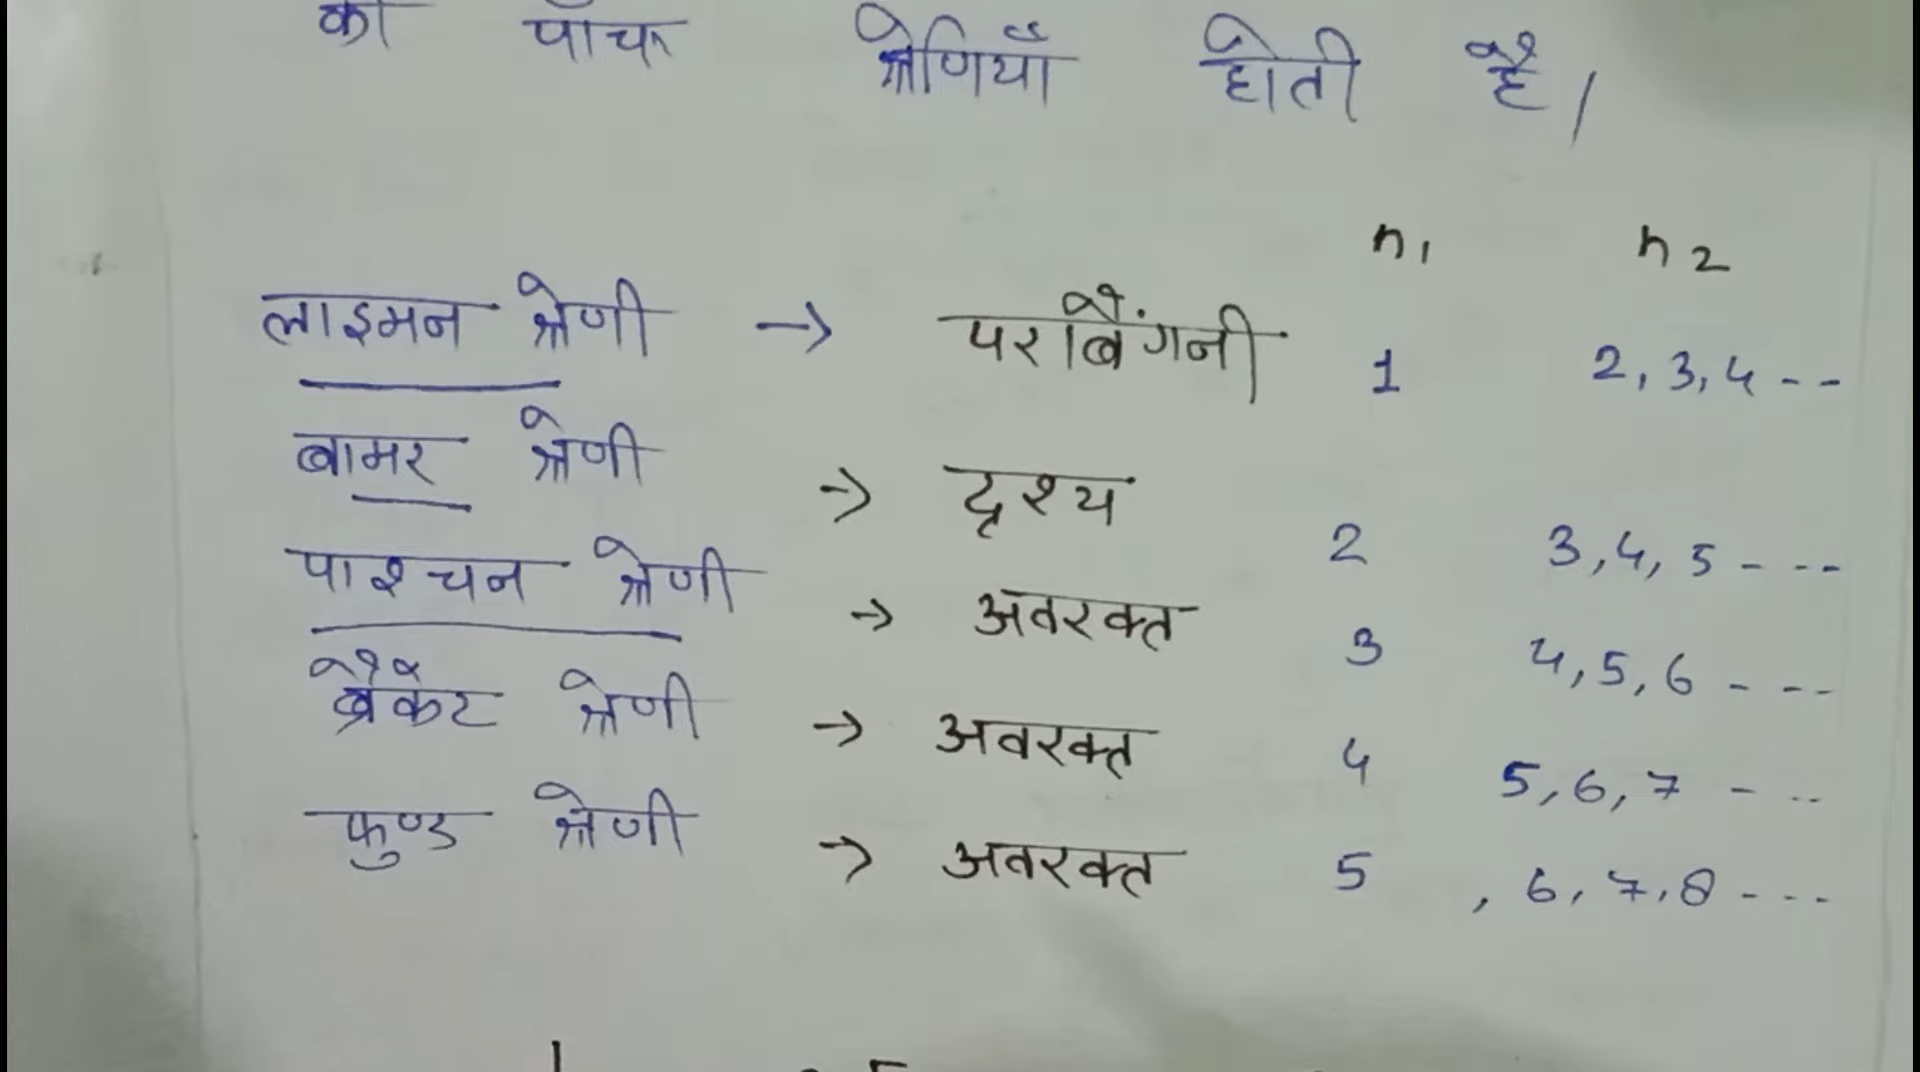 की पाँच श्रेणियाँ होती है।
n₁ n₂
लाइमन श्रेणी → पराबैंगनी 1 2, 3, 4 - -
बामर श्रेणी → दृश्य 2 3, 4, 5 - - -
पाश्चन श्रेणी → अवरक्त 3 4, 5, 6 - - -
ब्रैकेट श्रेणी → अवरक्त 4 5, 6, 7 - - -
फुण्ड श्रेणी → अवरक्त 5 , 6, 7, 8 - - -